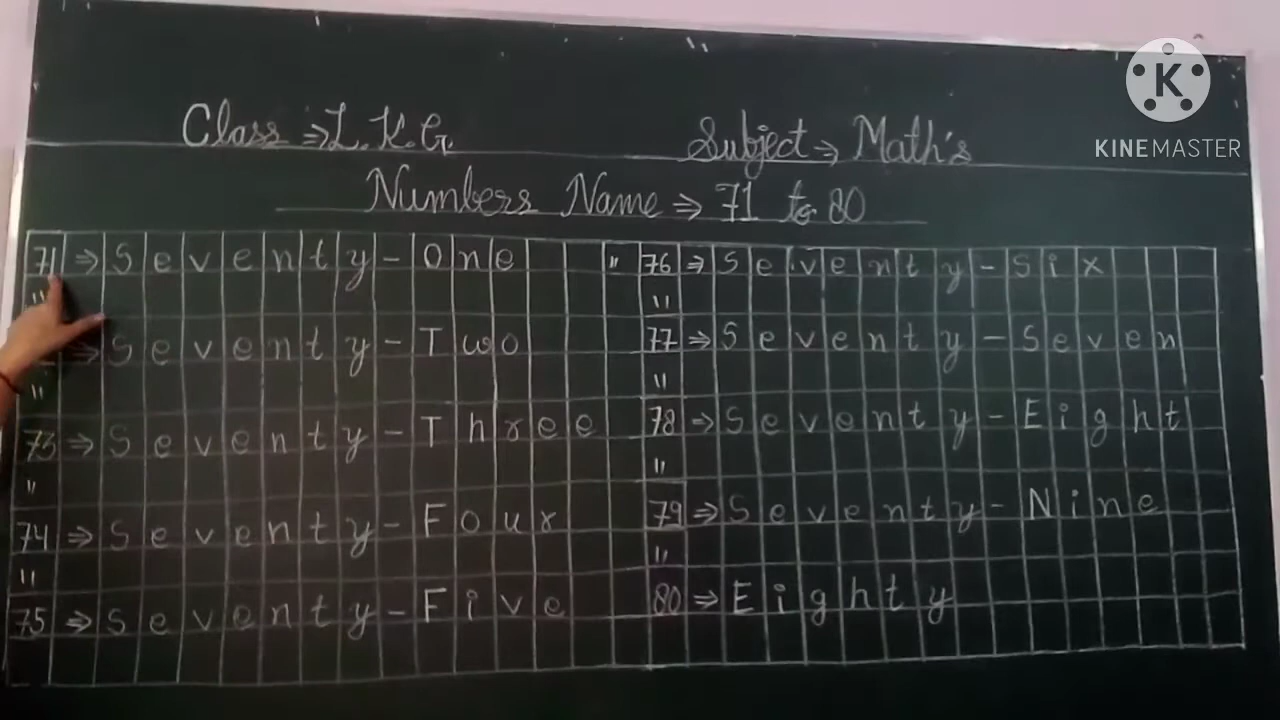 K
KINEMASTER
Class ⇒ L.K.G. Subject ⇒ Math's
Numbers Name ⇒ 71 to 80
71 ⇒ Seventy-One " 76 ⇒ Seventy-Six
" "
⇒ Seventy-Two 77 ⇒ Seventy-Seven
" "
73 ⇒ Seventy-Three 78 ⇒ Seventy-Eight
" "
74 ⇒ Seventy-Four 79 ⇒ Seventy-Nine
" "
75 ⇒ Seventy-Five 80 ⇒ Eighty